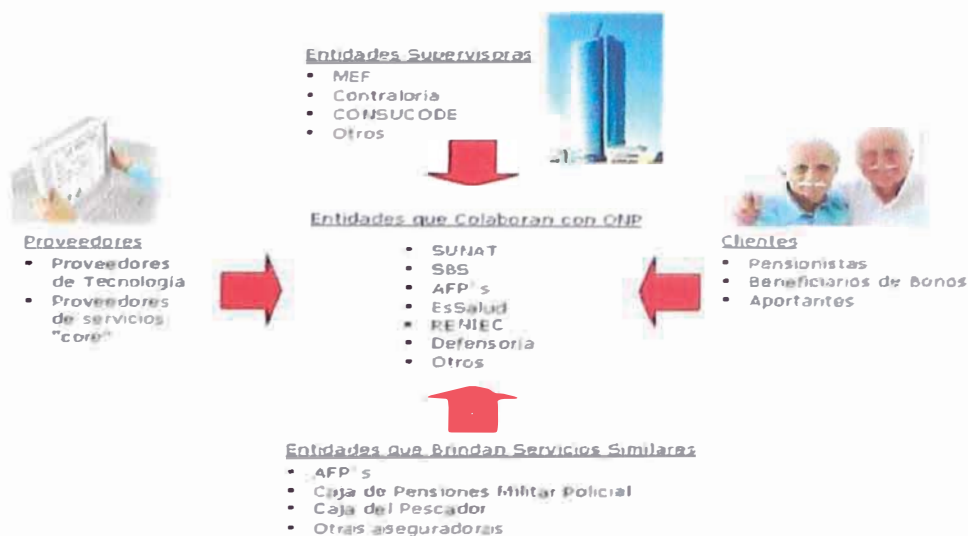 Entidades Supervisoras
• MEF
• Contraloria
• CONSUCODE
• Otros
Entidades que Colaboran con ONP
• SUNAT
• SBS
• AFP's
• EsSalud
• RENIEC
• Defensoria
• Otros
Proveedores
• Proveedores
de Tecnología
• Proveedores
de servicios
"core"
Clientes
• Pensionistas
• Beneficiarios de Bonos
• Aportantes
Entidades que Brindan Servicios Similares
• AFP's
• Caja de Pensiones Militar Policial
• Caja del Pescador
• Otras aseguradoras